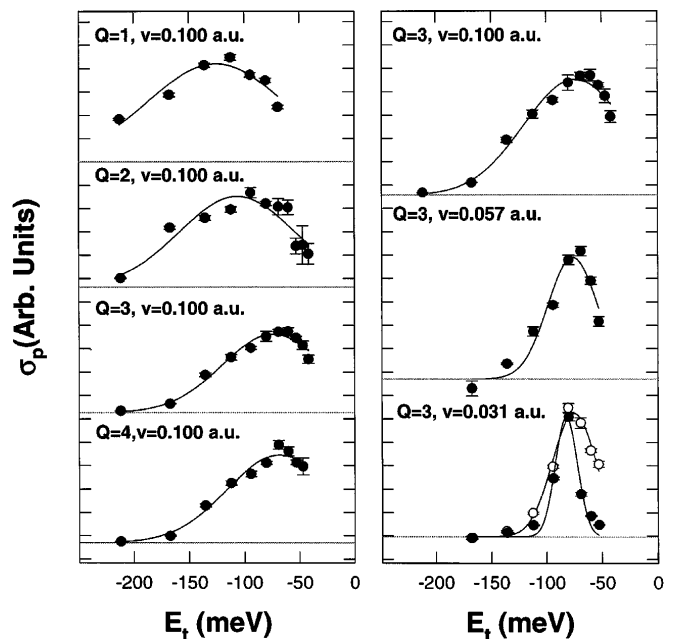 Q=1, v=0.100 a.u.
Q=2, v=0.100 a.u.
Q=3, v=0.100 a.u.
Q=4,v=0.100 a.u.
σp(Arb. Units)
-200 -150 -100 -50 0
Et (meV)
Q=3, v=0.100 a.u.
Q=3, v=0.057 a.u.
Q=3, v=0.031 a.u.
-200 -150 -100 -50 0
Et (meV)